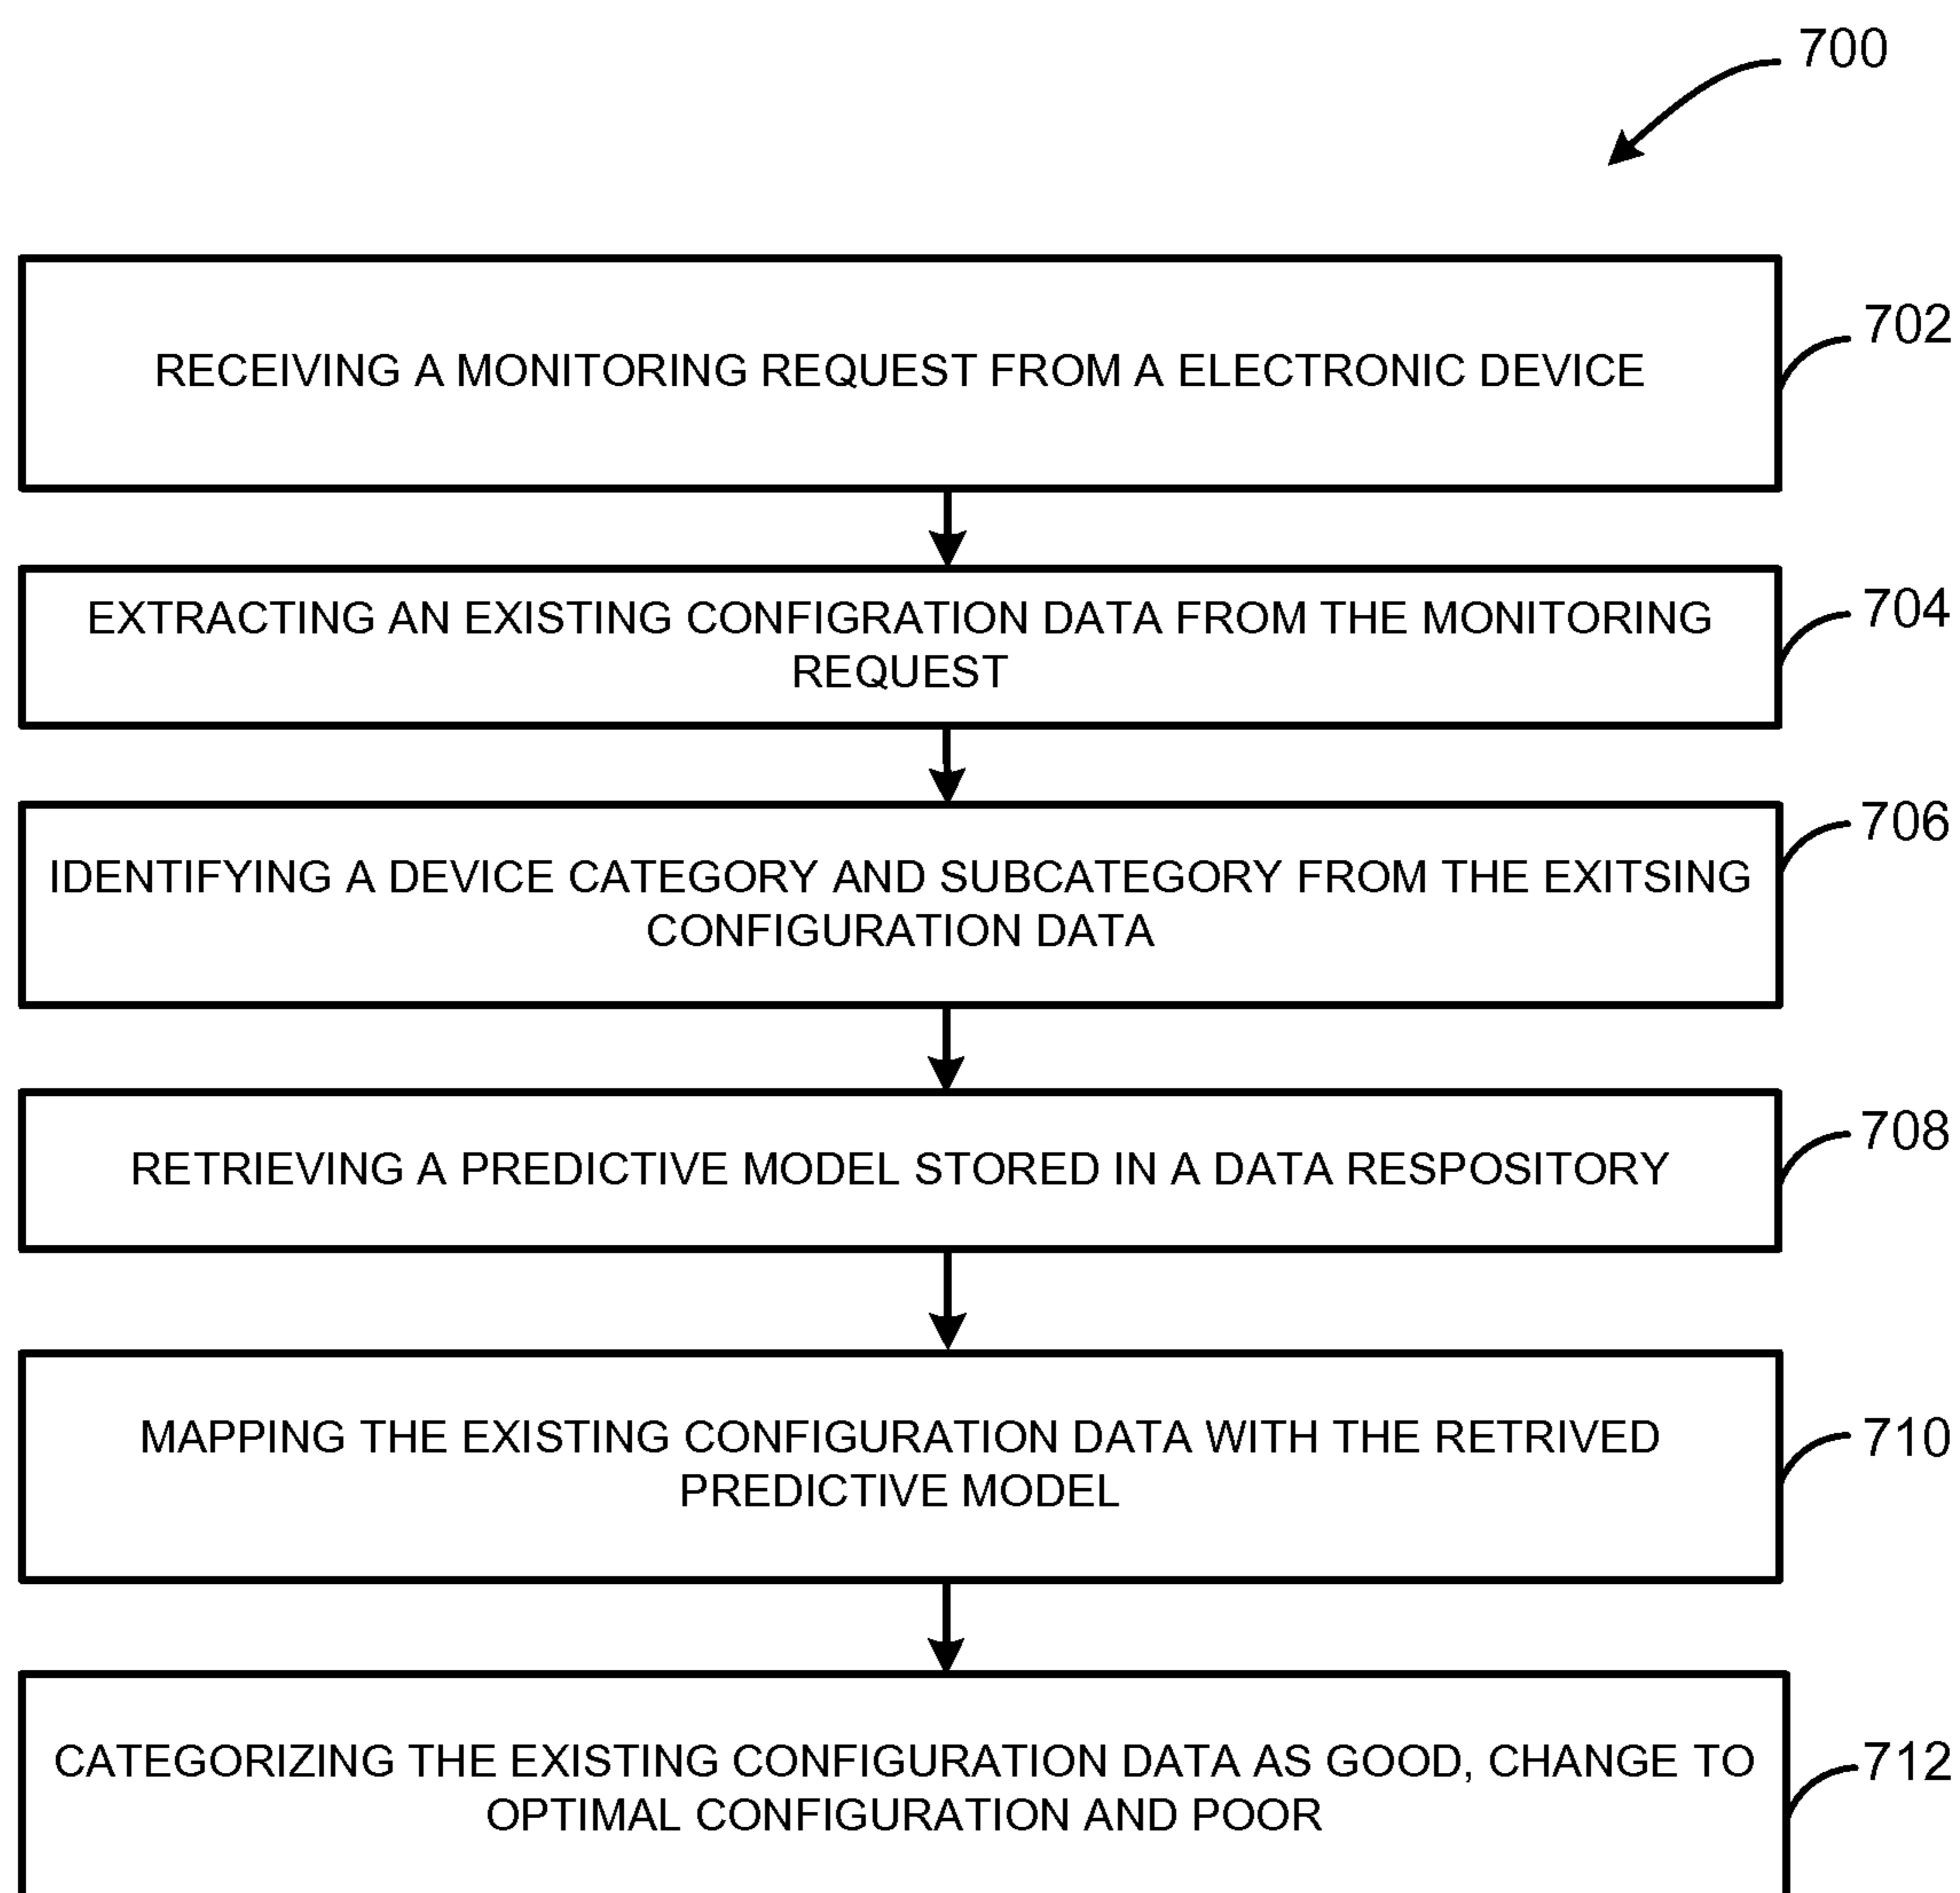 700
RECEIVING A MONITORING REQUEST FROM A ELECTRONIC DEVICE
702
EXTRACTING AN EXISTING CONFIGRATION DATA FROM THE MONITORING
REQUEST
704
IDENTIFYING A DEVICE CATEGORY AND SUBCATEGORY FROM THE EXITSING
CONFIGURATION DATA
706
RETRIEVING A PREDICTIVE MODEL STORED IN A DATA RESPOSITORY
708
MAPPING THE EXISTING CONFIGURATION DATA WITH THE RETRIVED
PREDICTIVE MODEL
710
CATEGORIZING THE EXISTING CONFIGURATION DATA AS GOOD, CHANGE TO
OPTIMAL CONFIGURATION AND POOR
712